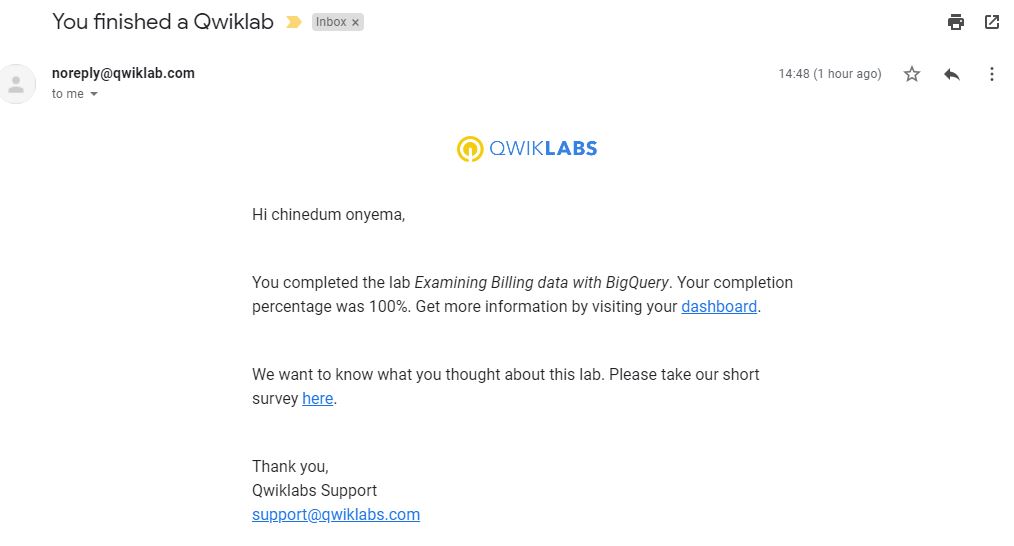 You finished a Qwiklab
Inbox x
noreply@qwiklab.com
14:48 (1 hour ago)
to me
QWIKLABS
Hi chinedum onyema,
You completed the lab Examining Billing data with BigQuery. Your completion
percentage was 100%. Get more information by visiting your dashboard.
We want to know what you thought about this lab. Please take our short
survey here.
Thank you,
Qwiklabs Support
support@qwiklabs.com